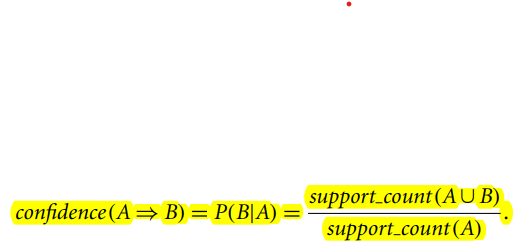 confidence(A ⇒ B) = P(B|A) = support_count(A ∪ B) / support_count(A) .